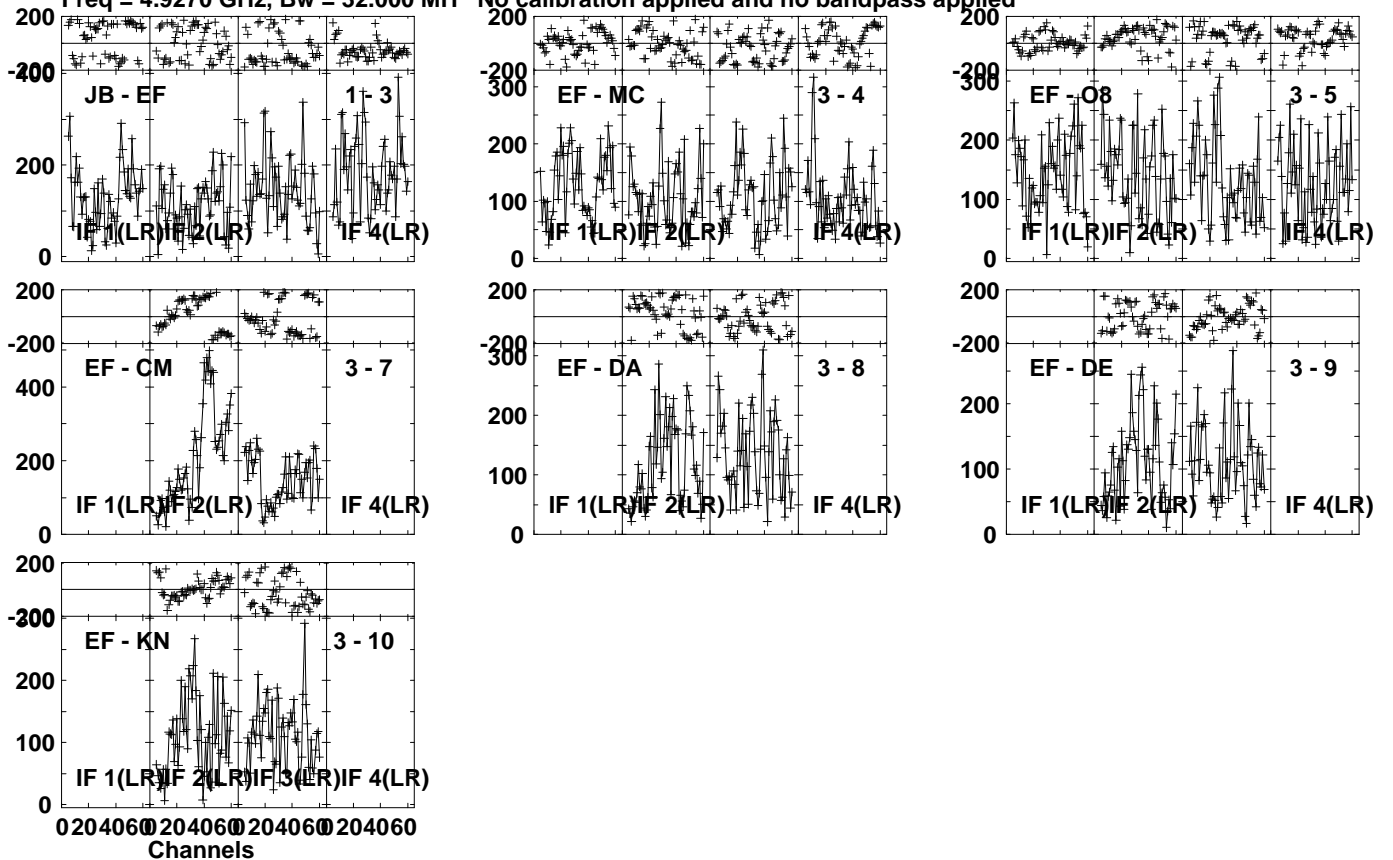 Freq = 4.9270 GHz, Bw = 32.000 MH No calibration applied and no bandpass applied
200
-200
400
200
0
JB - EF
1 - 3
IF 1(LR)
IF 2(LR)
IF 4(LR)
200
-200
300
200
100
0
EF - MC
3 - 4
IF 1(LR)
IF 2(LR)
IF 4(LR)
200
-200
300
200
100
0
EF - O8
3 - 5
IF 1(LR)
IF 2(LR)
IF 4(LR)
200
-200
400
200
0
EF - CM
3 - 7
IF 1(LR)
IF 2(LR)
IF 4(LR)
200
-200
300
200
100
0
EF - DA
3 - 8
IF 1(LR)
IF 2(LR)
IF 4(LR)
200
-200
200
100
0
EF - DE
3 - 9
IF 1(LR)
IF 2(LR)
IF 4(LR)
200
-200
300
200
100
0
EF - KN
3 - 10
IF 1(LR)
IF 2(LR)
IF 3(LR)
IF 4(LR)
0 20 40 60 0 20 40 60 0 20 40 60 0 20 40 60
Channels